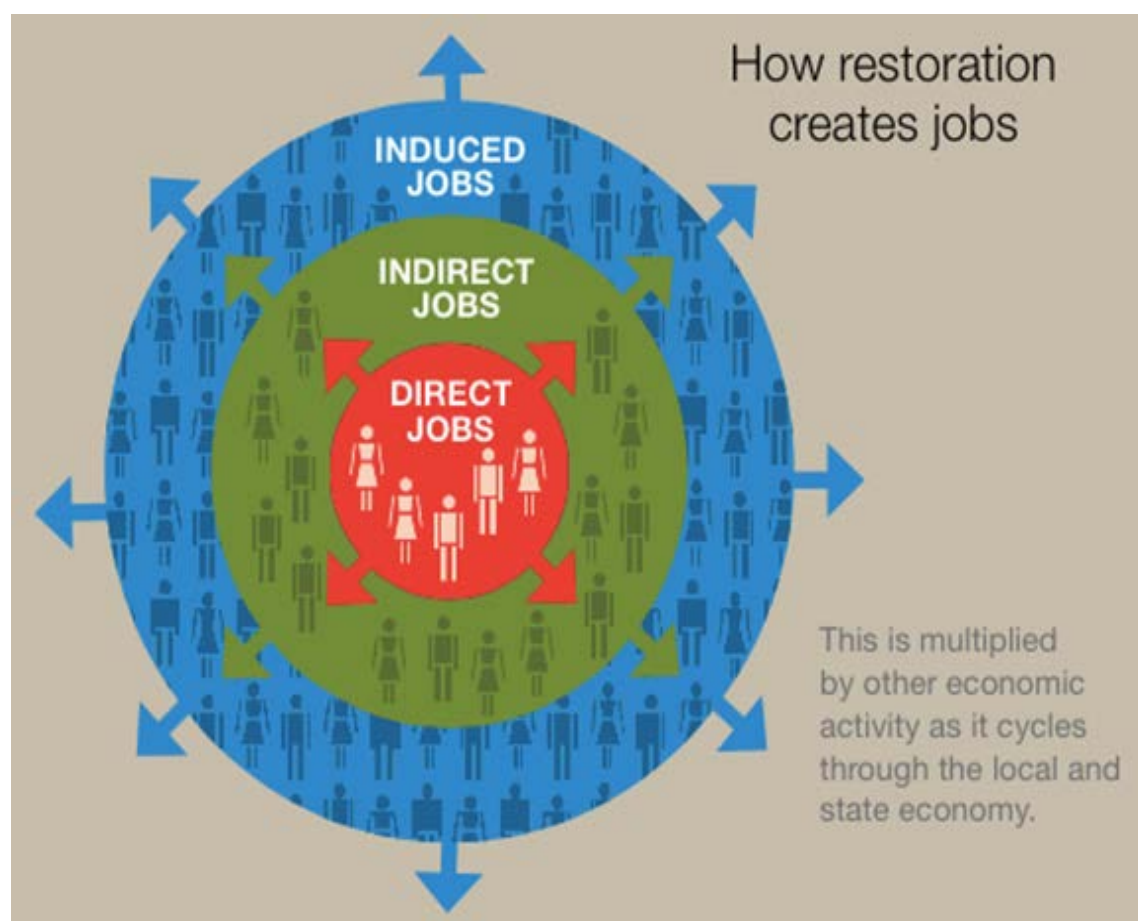 How restoration
creates jobs
INDUCED
JOBS
INDIRECT
JOBS
DIRECT
JOBS
This is multiplied
by other economic
activity as it cycles
through the local and
state economy.